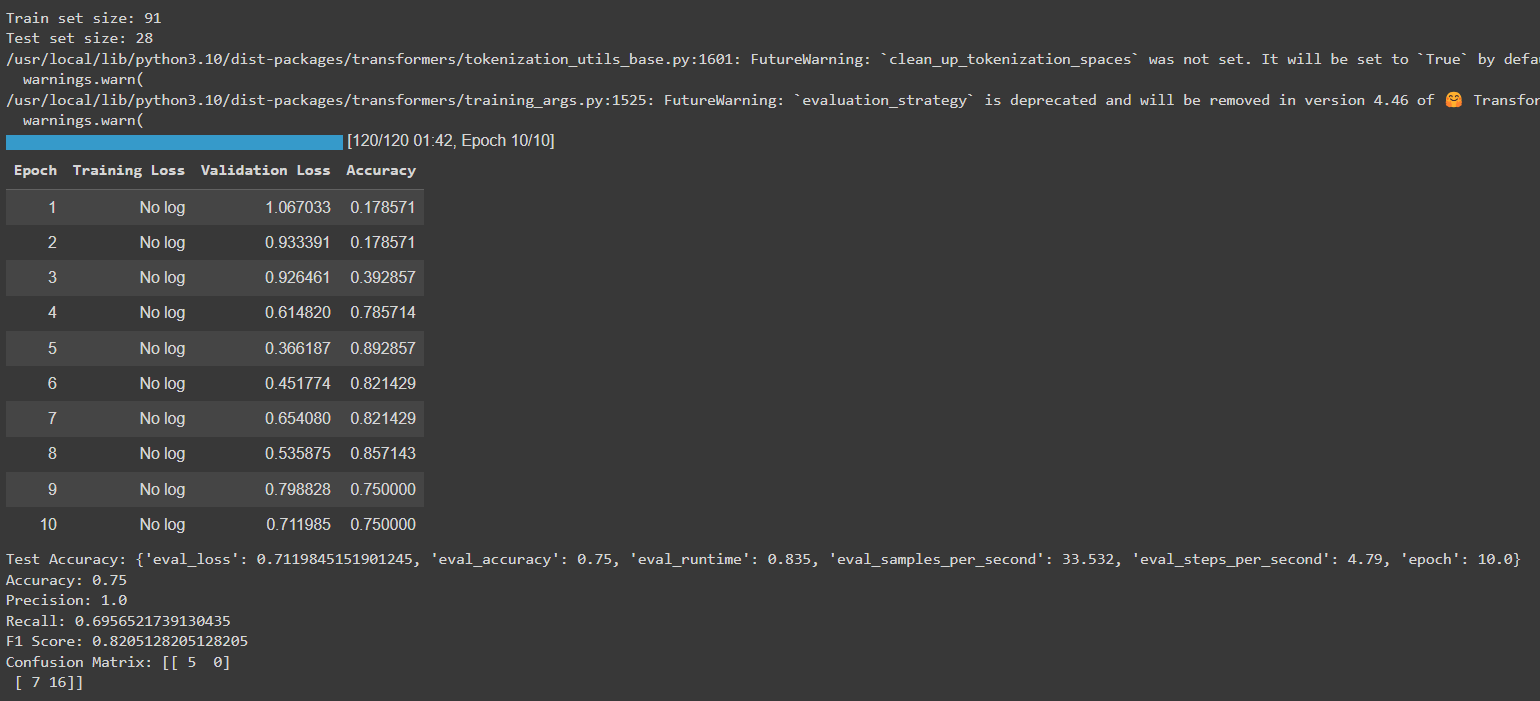 Train set size: 91
Test set size: 28
/usr/local/lib/python3.10/dist-packages/transformers/tokenization_utils_base.py:1601: FutureWarning: `clean_up_tokenization_spaces` was not set. It will be set to `True` by defau
warnings.warn(
/usr/local/lib/python3.10/dist-packages/transformers/training_args.py:1525: FutureWarning: `evaluation_strategy` is deprecated and will be removed in version 4.46 of 🤗 Transfor
warnings.warn(
[120/120 01:42, Epoch 10/10]
Epoch Training Loss Validation Loss Accuracy
1 No log 1.067033 0.178571
2 No log 0.933391 0.178571
3 No log 0.926461 0.392857
4 No log 0.614820 0.785714
5 No log 0.366187 0.892857
6 No log 0.451774 0.821429
7 No log 0.654080 0.821429
8 No log 0.535875 0.857143
9 No log 0.798828 0.750000
10 No log 0.711985 0.750000
Test Accuracy: {'eval_loss': 0.7119845151901245, 'eval_accuracy': 0.75, 'eval_runtime': 0.835, 'eval_samples_per_second': 33.532, 'eval_steps_per_second': 4.79, 'epoch': 10.0}
Accuracy: 0.75
Precision: 1.0
Recall: 0.6956521739130435
F1 Score: 0.8205128205128205
Confusion Matrix: [[ 5  0]
[ 7 16]]